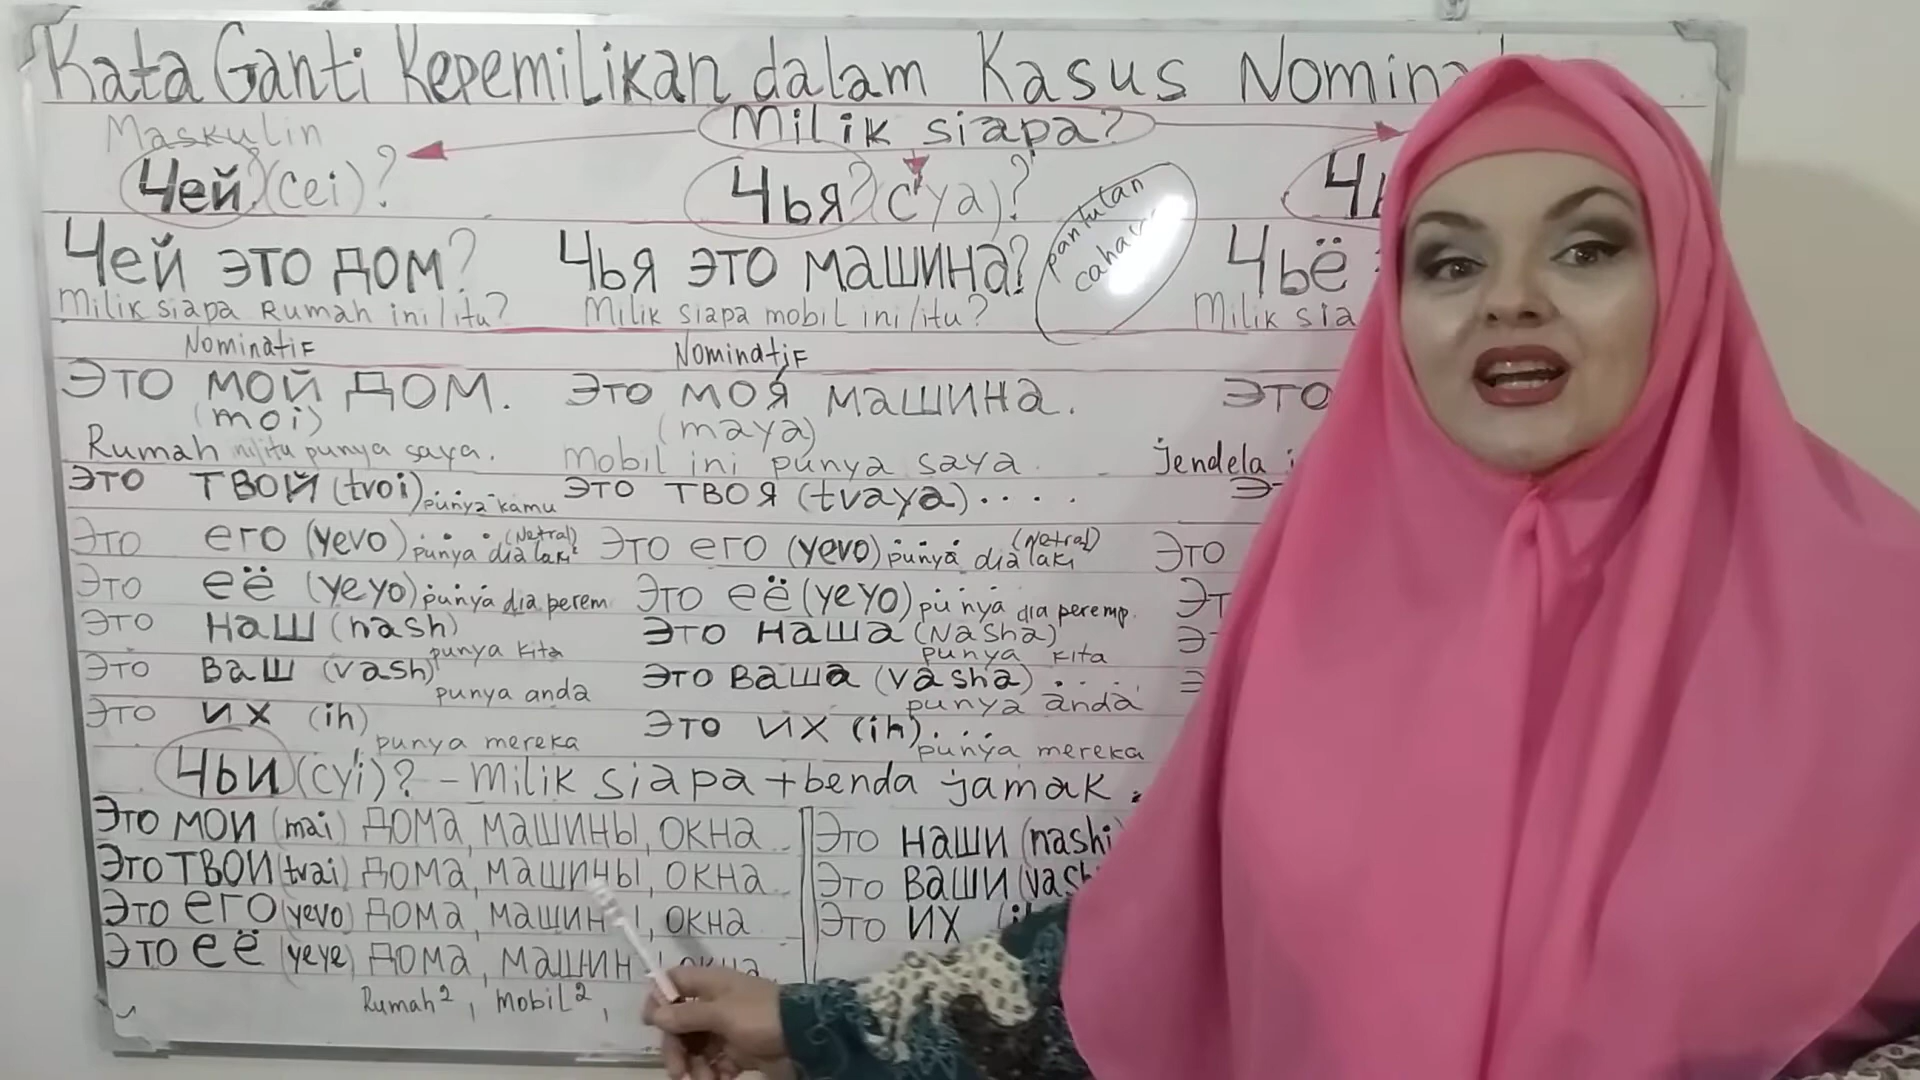 Kata Ganti Kepemilikan dalam Kasus Nomin
Milik siapa?
Maskulin
Чей? (cei)?
Чья? (c'ya)?
Чь
pantulan
Чей это дом?
Чья это машина?
Чьё
Milik siapa Rumah ini/itu?
Milik siapa mobil ini/itu?
Milik sia
Nominatif
Nominatif
Это мой дом.
Это моя машина.
Это
(moi)
(maya)
Rumah ini/itu punya saya.
Mobil ini punya saya
jendela i
Это твой (tvoi) punya kamu
Это твоя (tvaya) . . . .
Это его (yevo) punya dia laki² (Netral)
Это его (yevo) punya dia laki (Netral)
Это
Это её (yeyo) punya dia perem
Это её (yeyo) punya dia peremp.
Эт
Это наш (nash) punya kita
Это наша (nasha) punya kita
Э
Это ваш (vash) punya anda
Это ваша (vasha) punya anda
Это их (ih) punya mereka
Это их (ih) punya mereka
Чьи (cyi)? - Milik siapa + benda jamak.
Это мои (mai) дома, машины, окна
Это наши (nashi)
Это твои (tvai) дома, машины, окна
Это ваши (vashi
Это его (yevo) дома, машины, окна
Это их (ih
Это её (yeye) дома, машин окна
Rumah², mobil²,